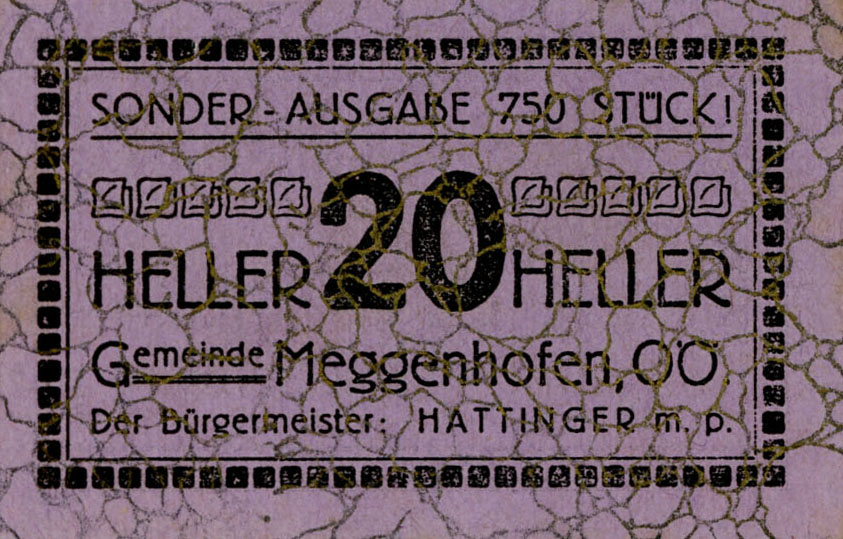 SONDER - AUSGABE 750 STÜCK!
HELLER 20 HELLER
Gemeinde Meggenhofen, OÖ.
Der Bürgermeister: HATTINGER m. p.